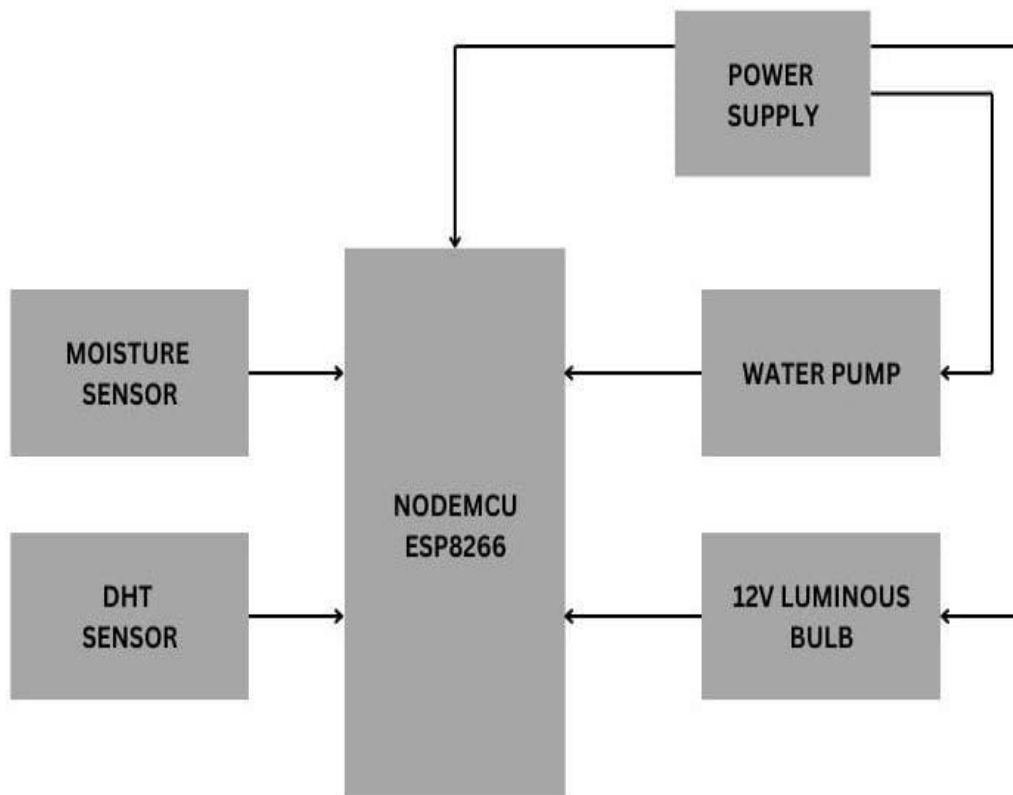 POWER
SUPPLY
MOISTURE
SENSOR
WATER PUMP
NODEMCU
ESP8266
DHT
SENSOR
12V LUMINOUS
BULB